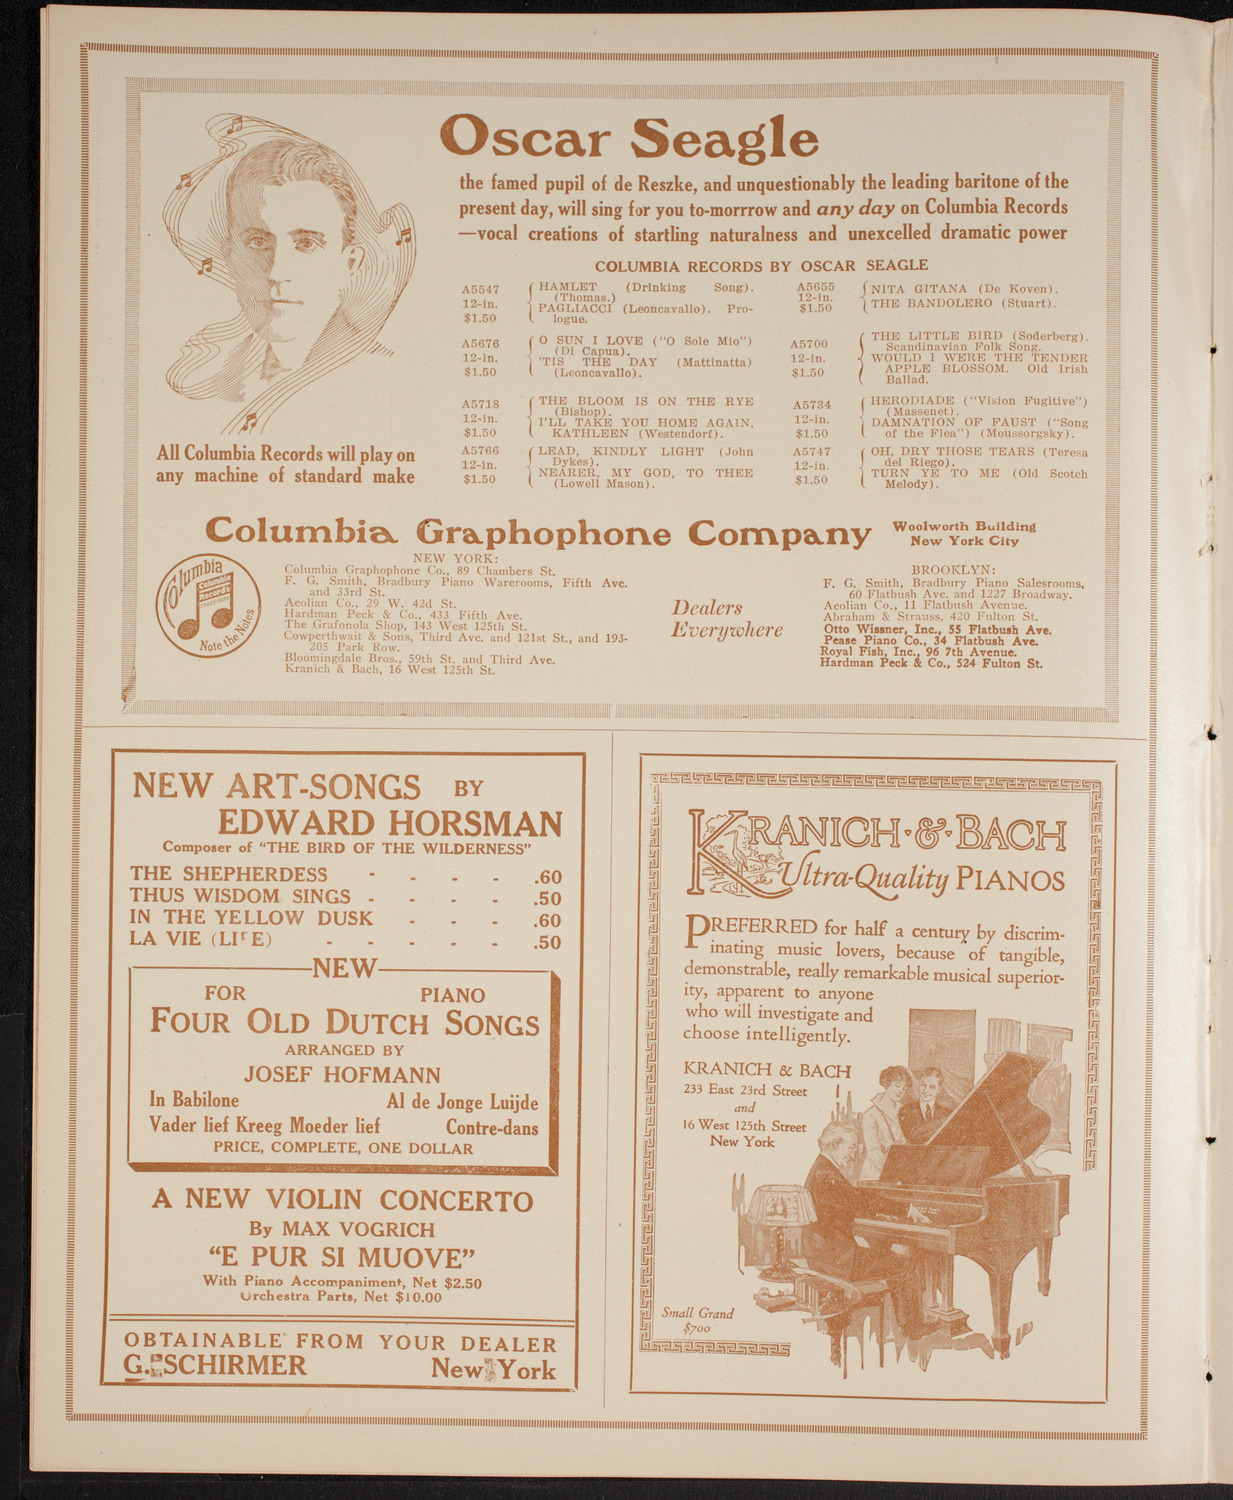 Oscar Seagle
the famed pupil of de Reszke, and unquestionably the leading baritone of the
present day, will sing for you to-morrrow and any day on Columbia Records
—vocal creations of startling naturalness and unexcelled dramatic power
COLUMBIA RECORDS BY OSCAR SEAGLE
A5547
12-in.
$1.50
HAMLET (Drinking Song).
(Thomas.)
PAGLIACCI (Leoncavallo). Pro-
logue.
A5676
12-in.
$1.50
O SUN I LOVE ("O Sole Mio")
(Di Capua).
'TIS THE DAY (Mattinatta)
(Leoncavallo).
A5718
12-in.
$1.50
THE BLOOM IS ON THE RYE
(Bishop).
I'LL TAKE YOU HOME AGAIN,
KATHLEEN (Westendorf).
A5766
12-in.
$1.50
LEAD, KINDLY LIGHT (John
Dykes).
NEARER, MY GOD, TO THEE
(Lowell Mason).
A5655
12-in.
$1.50
NITA GITANA (De Koven).
THE BANDOLERO (Stuart).
A5700
12-in.
$1.50
THE LITTLE BIRD (Soderberg).
Scandinavian Folk Song.
WOULD I WERE THE TENDER
APPLE BLOSSOM. Old Irish
Ballad.
A5734
12-in.
$1.50
HERODIADE ("Vision Fugitive")
(Massenet).
DAMNATION OF FAUST ("Song
of the Flea") (Moussorgsky).
A5747
12-in.
$1.50
OH, DRY THOSE TEARS (Teresa
del Riego).
TURN YE TO ME (Old Scotch
Melody).
All Columbia Records will play on
any machine of standard make
Columbia Graphophone Company
Woolworth Building
New York City
Columbia
Columbia
Records
Note the Notes
NEW YORK:
Columbia Graphophone Co., 89 Chambers St.
F. G. Smith, Bradbury Piano Warerooms, Fifth Ave.
and 33rd St.
Aeolian Co., 29 W. 42d St.
Hardman Peck & Co., 433 Fifth Ave.
The Grafonola Shop, 143 West 125th St.
Cowperthwait & Sons, Third Ave. and 121st St., and 193-
205 Park Row.
Bloomingdale Bros., 59th St. and Third Ave.
Kranich & Bach, 16 West 125th St.
Dealers
Everywhere
BROOKLYN:
F. G. Smith, Bradbury Piano Salesrooms,
60 Flatbush Ave. and 1227 Broadway.
Aeolian Co., 11 Flatbush Avenue.
Abraham & Strauss, 420 Fulton St.
Otto Wissner, Inc., 55 Flatbush Ave.
Pease Piano Co., 34 Flatbush Ave.
Royal Fish, Inc., 96 7th Avenue.
Hardman Peck & Co., 524 Fulton St.
NEW ART-SONGS BY
EDWARD HORSMAN
Composer of "THE BIRD OF THE WILDERNESS"
THE SHEPHERDESS - - - - .60
THUS WISDOM SINGS - - - - .50
IN THE YELLOW DUSK - - - .60
LA VIE (LIFE) - - - - - .50
NEW
FOR PIANO
FOUR OLD DUTCH SONGS
ARRANGED BY
JOSEF HOFMANN
In Babilone Al de Jonge Luijde
Vader lief Kreeg Moeder lief Contre-dans
PRICE, COMPLETE, ONE DOLLAR
A NEW VIOLIN CONCERTO
By MAX VOGRICH
"E PUR SI MUOVE"
With Piano Accompaniment, Net $2.50
Orchestra Parts, Net $10.00
OBTAINABLE FROM YOUR DEALER
G. SCHIRMER New York
KRANICH·&·BACH
Ultra-Quality PIANOS
PREFERRED for half a century by discrim-
inating music lovers, because of tangible,
demonstrable, really remarkable musical superior-
ity, apparent to anyone
who will investigate and
choose intelligently.
KRANICH & BACH
233 East 23rd Street
and
16 West 125th Street
New York
Small Grand
$700